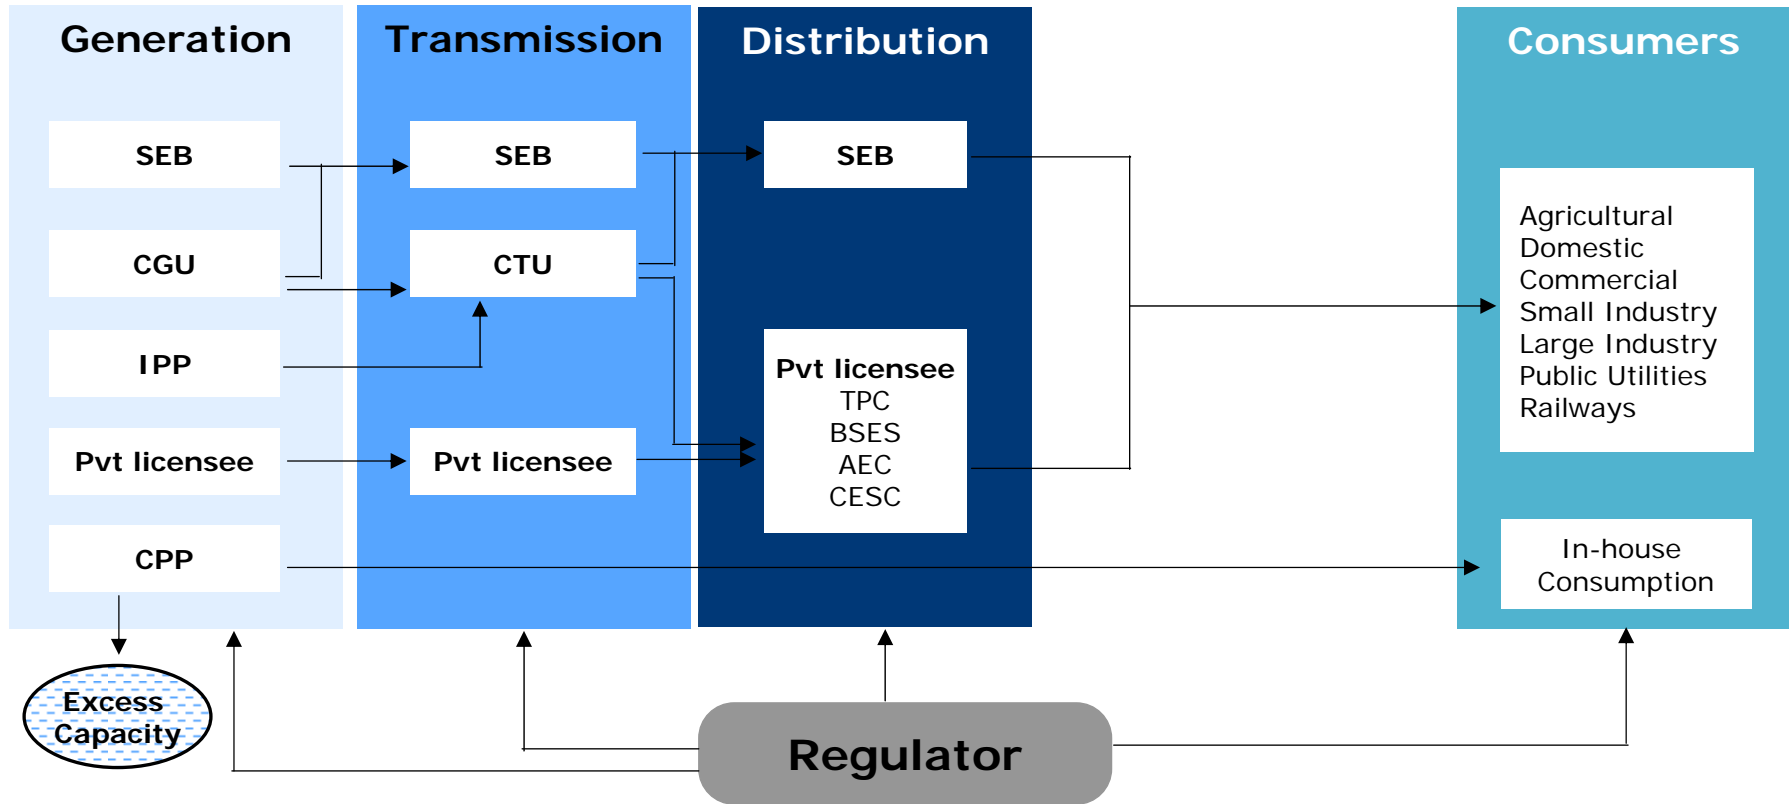 Generation
SEB
CGU
IPP
Pvt licensee
CPP
Excess
Capacity
Transmission
SEB
CTU
Pvt licensee
Distribution
SEB
Pvt licensee
TPC
BSES
AEC
CESC
Consumers
Agricultural
Domestic
Commercial
Small Industry
Large Industry
Public Utilities
Railways
In-house
Consumption
Regulator